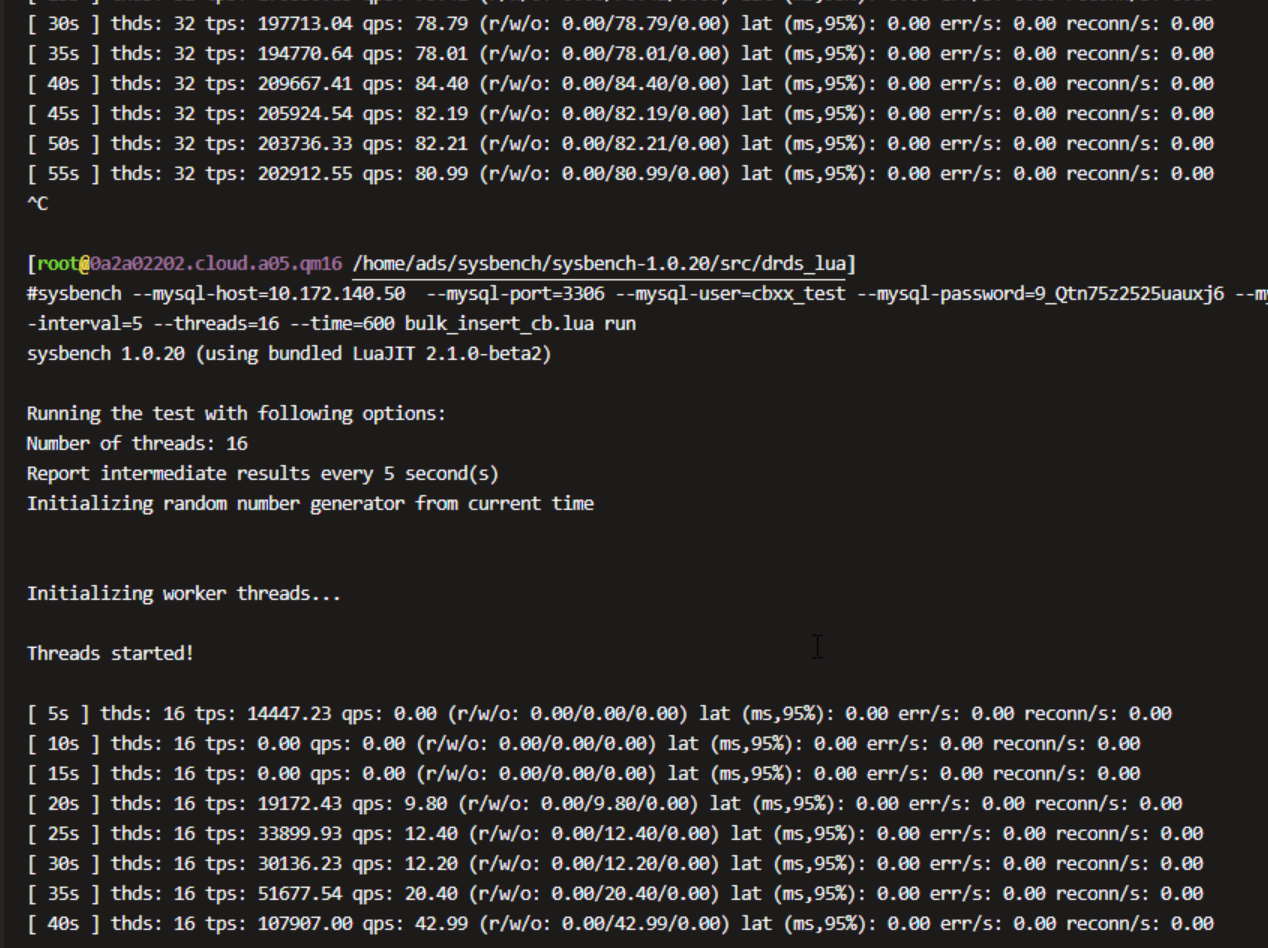 [ 30s ] thds: 32 tps: 197713.04 qps: 78.79 (r/w/o: 0.00/78.79/0.00) lat (ms,95%): 0.00 err/s: 0.00 reconn/s: 0.00
[ 35s ] thds: 32 tps: 194770.64 qps: 78.01 (r/w/o: 0.00/78.01/0.00) lat (ms,95%): 0.00 err/s: 0.00 reconn/s: 0.00
[ 40s ] thds: 32 tps: 209667.41 qps: 84.40 (r/w/o: 0.00/84.40/0.00) lat (ms,95%): 0.00 err/s: 0.00 reconn/s: 0.00
[ 45s ] thds: 32 tps: 205924.54 qps: 82.19 (r/w/o: 0.00/82.19/0.00) lat (ms,95%): 0.00 err/s: 0.00 reconn/s: 0.00
[ 50s ] thds: 32 tps: 203736.33 qps: 82.21 (r/w/o: 0.00/82.21/0.00) lat (ms,95%): 0.00 err/s: 0.00 reconn/s: 0.00
[ 55s ] thds: 32 tps: 202912.55 qps: 80.99 (r/w/o: 0.00/80.99/0.00) lat (ms,95%): 0.00 err/s: 0.00 reconn/s: 0.00
^C
[root@0a2a02202.cloud.a05.qm16 /home/ads/sysbench/sysbench-1.0.20/src/drds_lua]
#sysbench --mysql-host=10.172.140.50  --mysql-port=3306 --mysql-user=cbxx_test --mysql-password=9_Qtn75z2525uauxj6 --my
-interval=5 --threads=16 --time=600 bulk_insert_cb.lua run
sysbench 1.0.20 (using bundled LuaJIT 2.1.0-beta2)
Running the test with following options:
Number of threads: 16
Report intermediate results every 5 second(s)
Initializing random number generator from current time
Initializing worker threads...
Threads started!
[ 5s ] thds: 16 tps: 14447.23 qps: 0.00 (r/w/o: 0.00/0.00/0.00) lat (ms,95%): 0.00 err/s: 0.00 reconn/s: 0.00
[ 10s ] thds: 16 tps: 0.00 qps: 0.00 (r/w/o: 0.00/0.00/0.00) lat (ms,95%): 0.00 err/s: 0.00 reconn/s: 0.00
[ 15s ] thds: 16 tps: 0.00 qps: 0.00 (r/w/o: 0.00/0.00/0.00) lat (ms,95%): 0.00 err/s: 0.00 reconn/s: 0.00
[ 20s ] thds: 16 tps: 19172.43 qps: 9.80 (r/w/o: 0.00/9.80/0.00) lat (ms,95%): 0.00 err/s: 0.00 reconn/s: 0.00
[ 25s ] thds: 16 tps: 33899.93 qps: 12.40 (r/w/o: 0.00/12.40/0.00) lat (ms,95%): 0.00 err/s: 0.00 reconn/s: 0.00
[ 30s ] thds: 16 tps: 30136.23 qps: 12.20 (r/w/o: 0.00/12.20/0.00) lat (ms,95%): 0.00 err/s: 0.00 reconn/s: 0.00
[ 35s ] thds: 16 tps: 51677.54 qps: 20.40 (r/w/o: 0.00/20.40/0.00) lat (ms,95%): 0.00 err/s: 0.00 reconn/s: 0.00
[ 40s ] thds: 16 tps: 107907.00 qps: 42.99 (r/w/o: 0.00/42.99/0.00) lat (ms,95%): 0.00 err/s: 0.00 reconn/s: 0.00